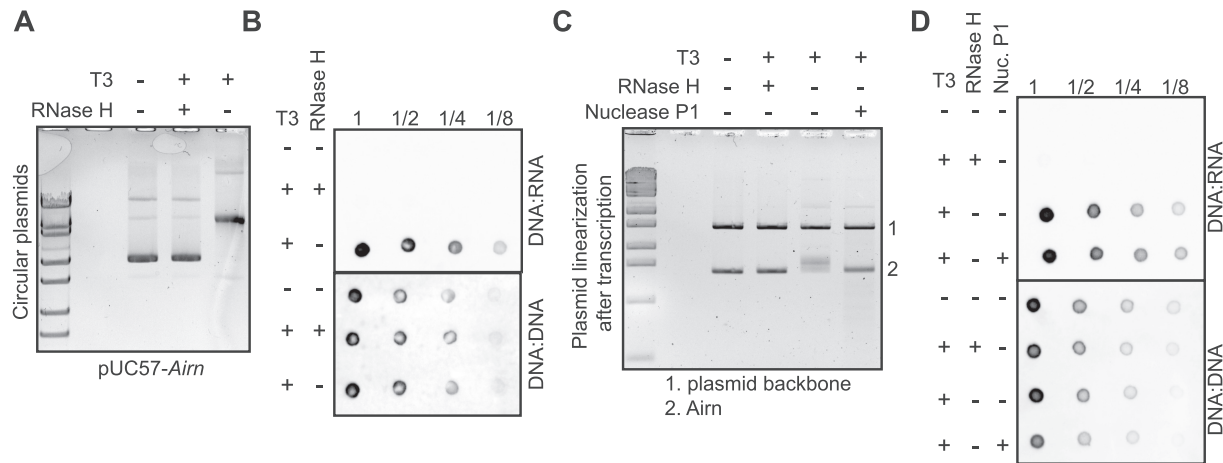 A
T3 - + +
RNase H - + -
Circular plasmids
pUC57-Airn
B
T3 RNase H 1 1/2 1/4 1/8
- -
+ +
+ -
DNA:RNA
- -
+ +
+ -
DNA:DNA
C
T3 - + + +
RNase H - + - -
Nuclease P1 - - - +
Plasmid linearization
after transcription
1
2
1. plasmid backbone
2. Airn
D
T3 RNase H Nuc. P1 1 1/2 1/4 1/8
- - -
+ + -
+ - -
+ - +
DNA:RNA
- - -
+ + -
+ - -
+ - +
DNA:DNA